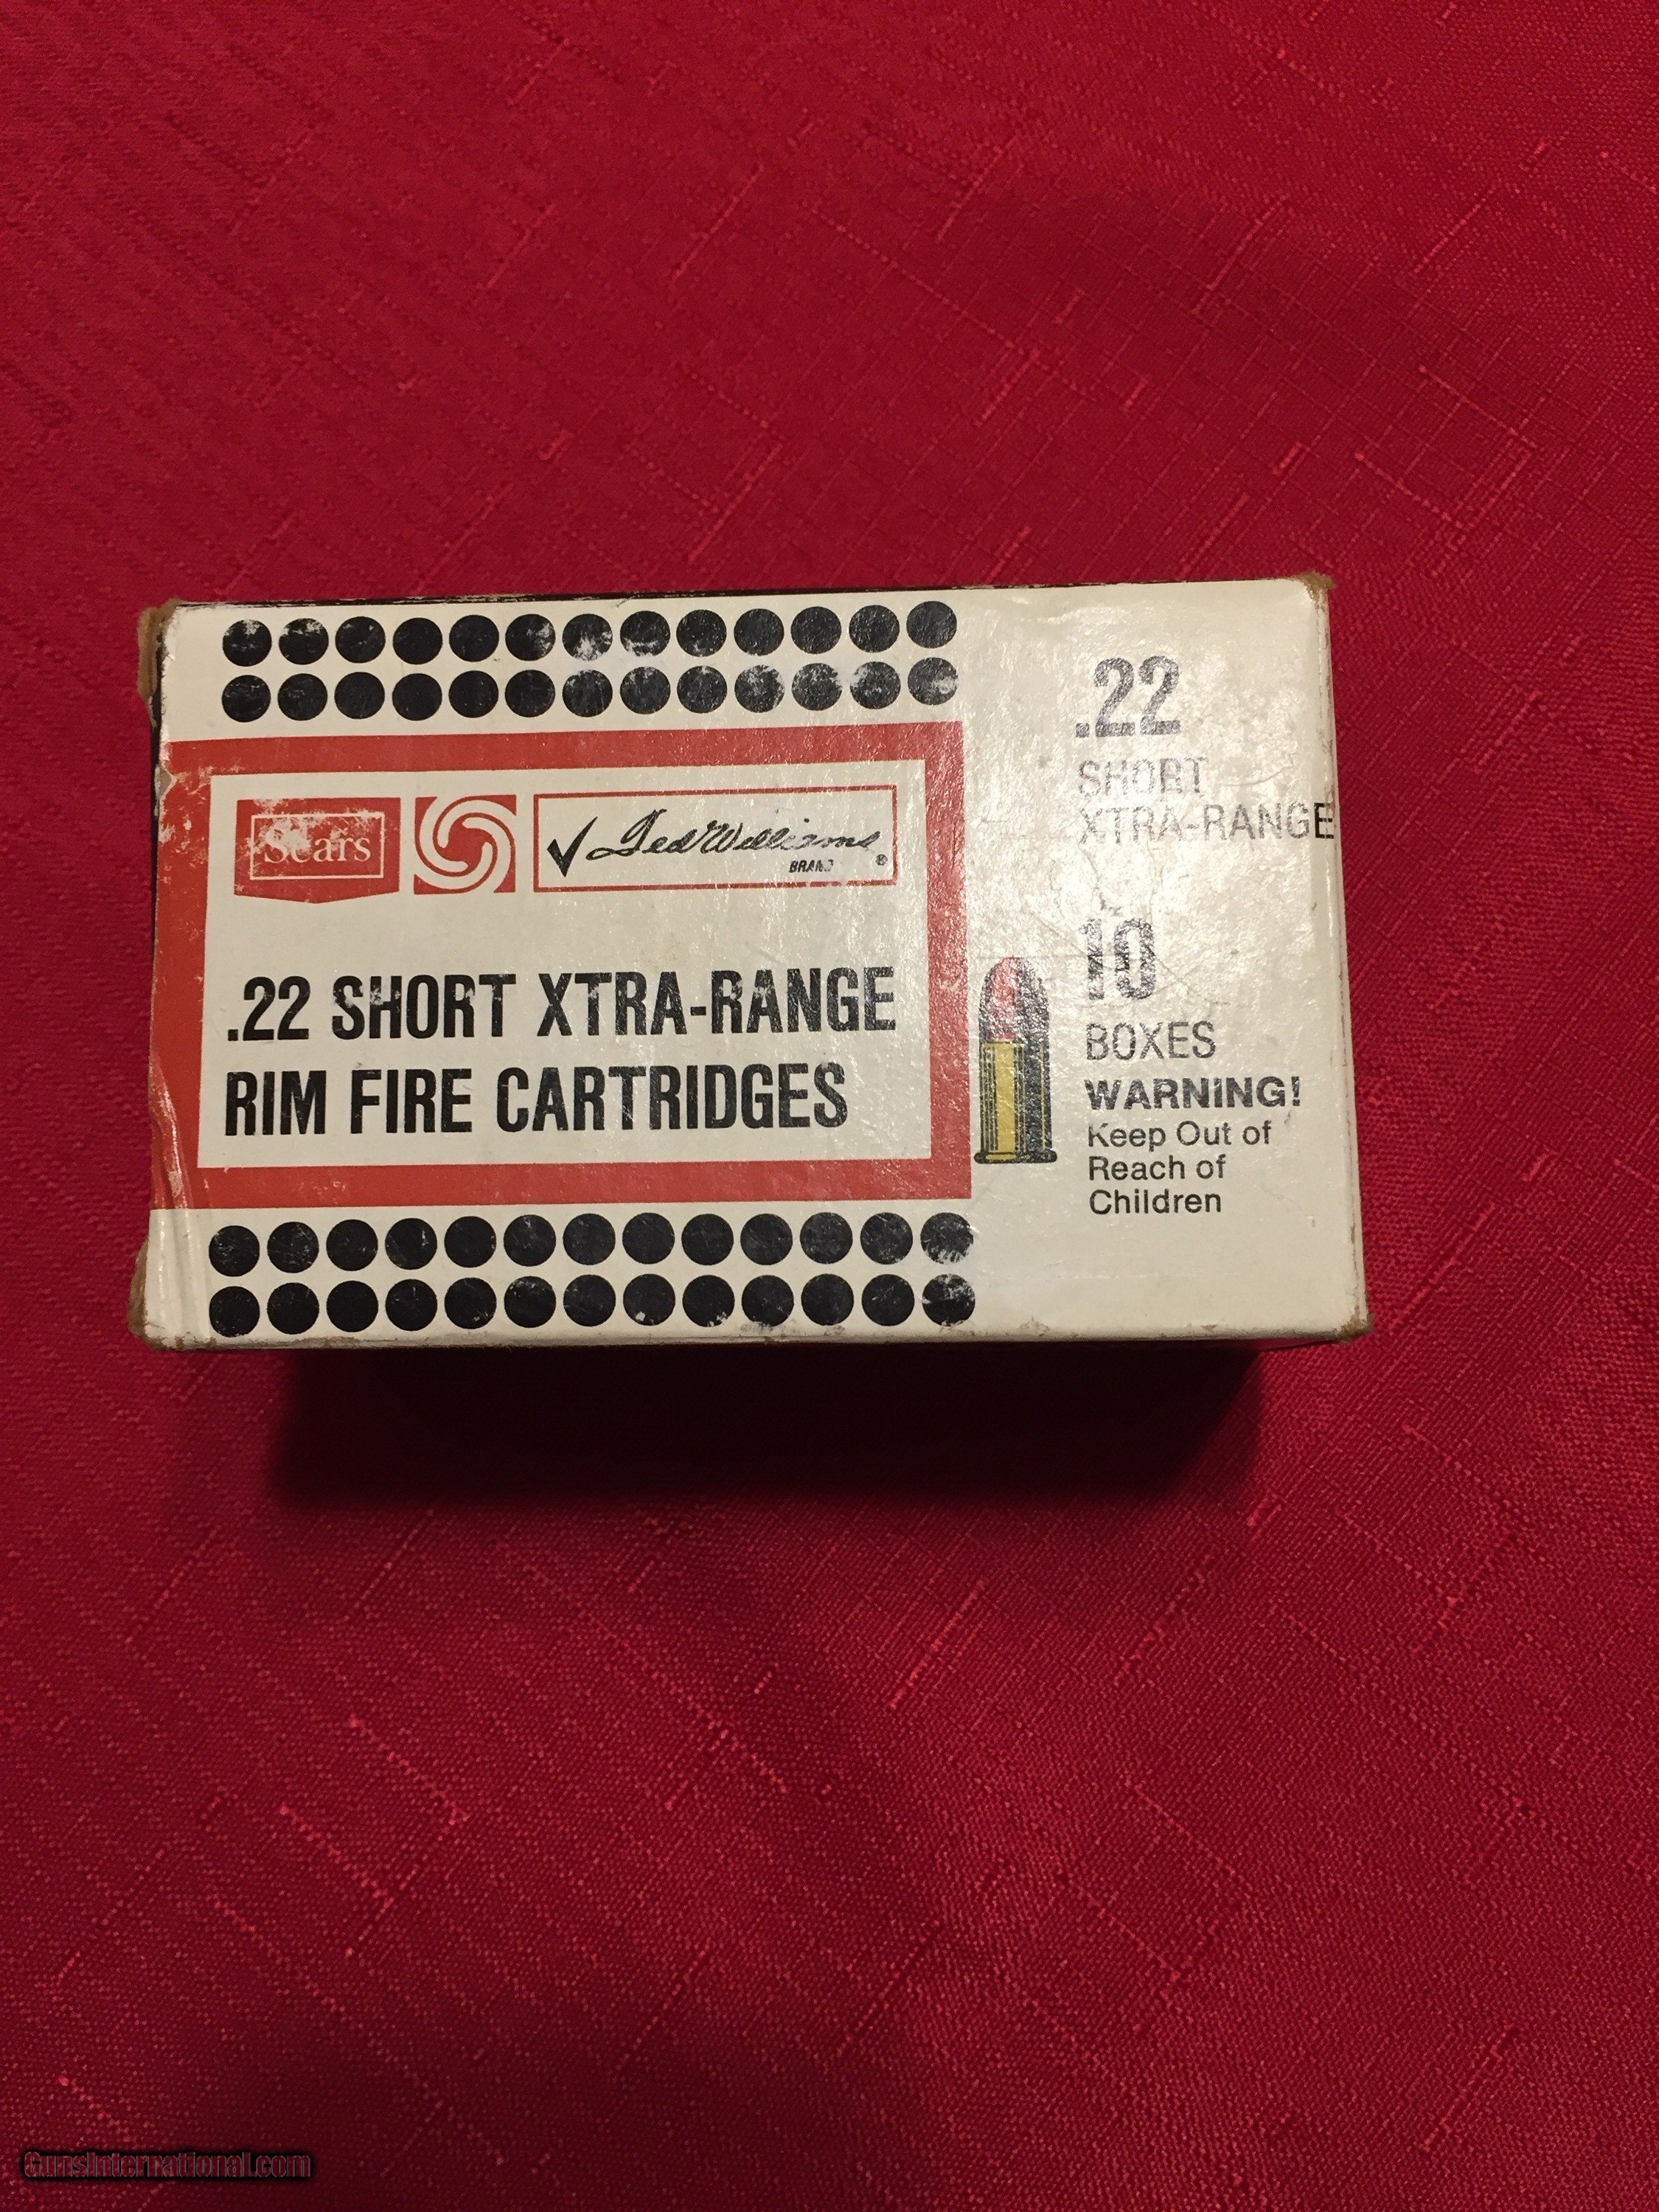 Sears
Ted Williams
BRAND ®
.22 SHORT XTRA-RANGE
RIM FIRE CARTRIDGES
.22
SHORT
XTRA-RANGE
10
BOXES
WARNING!
Keep Out of
Reach of
Children
GunsInternational.com